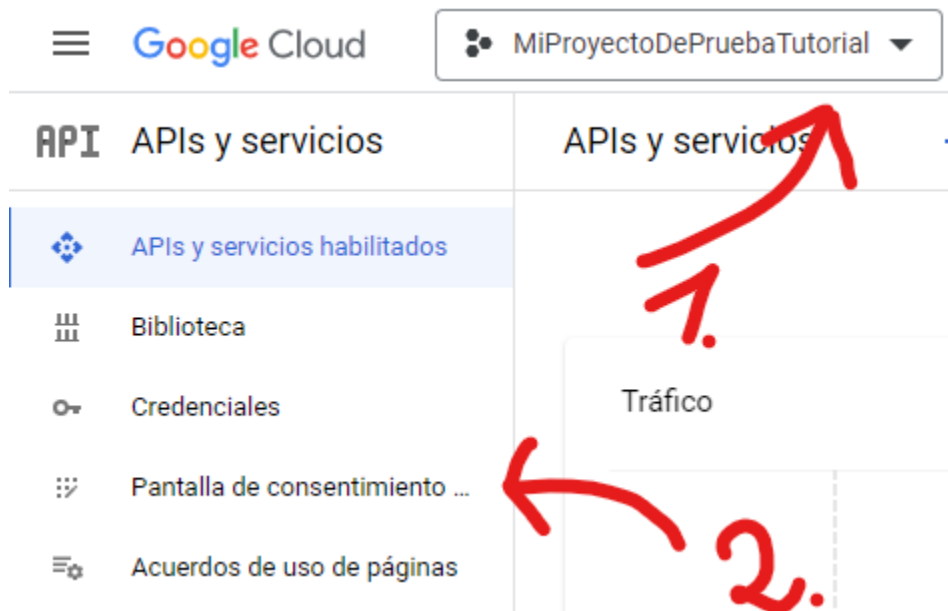 Google Cloud
MiProyectoDePruebaTutorial
API
APIs y servicios
APIs y servicios
APIs y servicios habilitados
1.
Biblioteca
Tráfico
Credenciales
Pantalla de consentimiento ...
2.
Acuerdos de uso de páginas